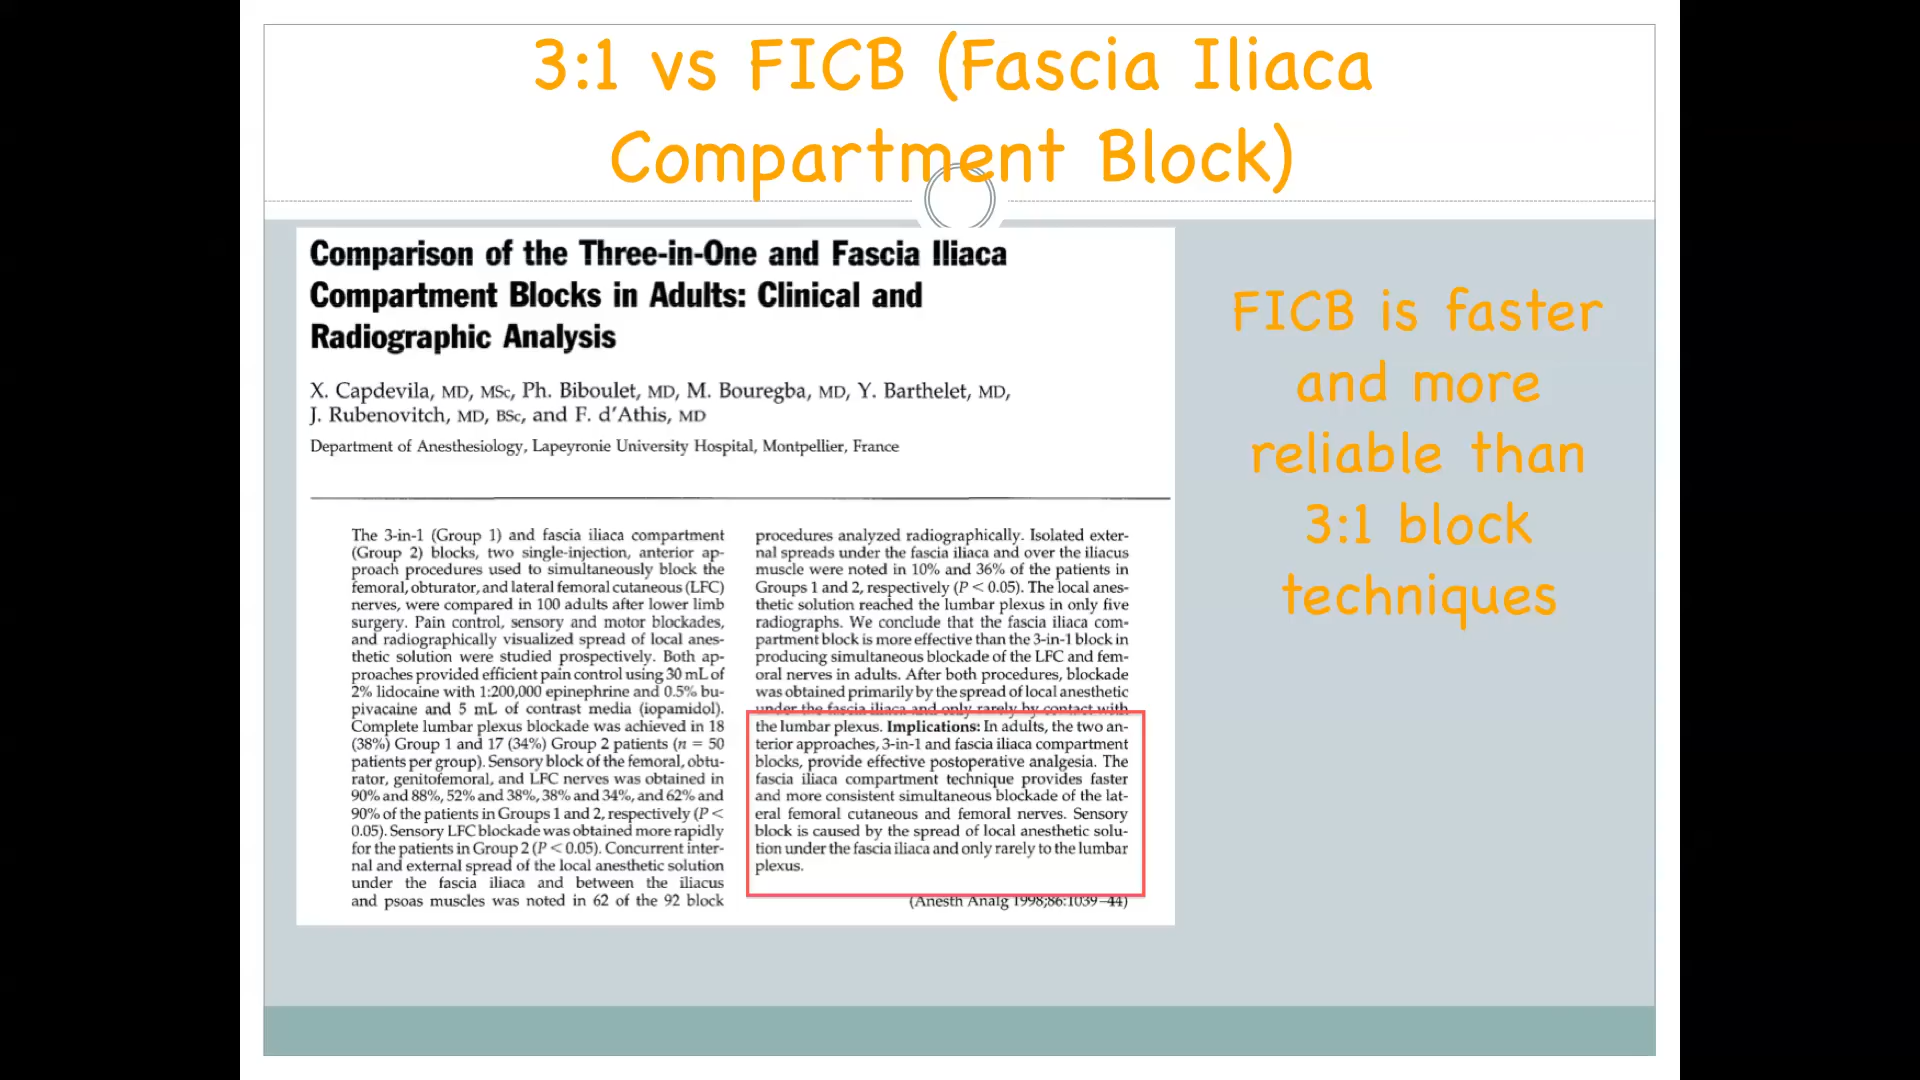 3:1 vs FICB (Fascia Iliaca
Compartment Block)
Comparison of the Three-in-One and Fascia Iliaca
Compartment Blocks in Adults: Clinical and
Radiographic Analysis
X. Capdevila, MD, MSc, Ph. Biboulet, MD, M. Bouregba, MD, Y. Barthelet, MD,
J. Rubenovitch, MD, BSc, and F. d'Athis, MD
Department of Anesthesiology, Lapeyronie University Hospital, Montpellier, France
The 3-in-1 (Group 1) and fascia iliaca compartment
(Group 2) blocks, two single-injection, anterior ap-
proach procedures used to simultaneously block the
femoral, obturator, and lateral femoral cutaneous (LFC)
nerves, were compared in 100 adults after lower limb
surgery. Pain control, sensory and motor blockades,
and radiographically visualized spread of local anes-
thetic solution were studied prospectively. Both ap-
proaches provided efficient pain control using 30 mL of
2% lidocaine with 1:200,000 epinephrine and 0.5% bu-
pivacaine and 5 mL of contrast media (iopamidol).
Complete lumbar plexus blockade was achieved in 18
(38%) Group 1 and 17 (34%) Group 2 patients (n = 50
patients per group). Sensory block of the femoral, obtu-
rator, genitofemoral, and LFC nerves was obtained in
90% and 88%, 52% and 38%, 38% and 34%, and 62% and
90% of the patients in Groups 1 and 2, respectively (P <
0.05). Sensory LFC blockade was obtained more rapidly
for the patients in Group 2 (P < 0.05). Concurrent inter-
nal and external spread of the local anesthetic solution
under the fascia iliaca and between the iliacus
and psoas muscles was noted in 62 of the 92 block
procedures analyzed radiographically. Isolated exter-
nal spreads under the fascia iliaca and over the iliacus
muscle were noted in 10% and 36% of the patients in
Groups 1 and 2, respectively (P < 0.05). The local anes-
thetic solution reached the lumbar plexus in only five
radiographs. We conclude that the fascia iliaca com-
partment block is more effective than the 3-in-1 block in
producing simultaneous blockade of the LFC and fem-
oral nerves in adults. After both procedures, blockade
was obtained primarily by the spread of local anesthetic
under the fascia iliaca and only rarely by contact with
the lumbar plexus. Implications: In adults, the two an-
terior approaches, 3-in-1 and fascia iliaca compartment
blocks, provide effective postoperative analgesia. The
fascia iliaca compartment technique provides faster
and more consistent simultaneous blockade of the lat-
eral femoral cutaneous and femoral nerves. Sensory
block is caused by the spread of local anesthetic solu-
tion under the fascia iliaca and only rarely to the lumbar
plexus.
(Anesth Analg 1998;86:1039–44)
FICB is faster
and more
reliable than
3:1 block
techniques